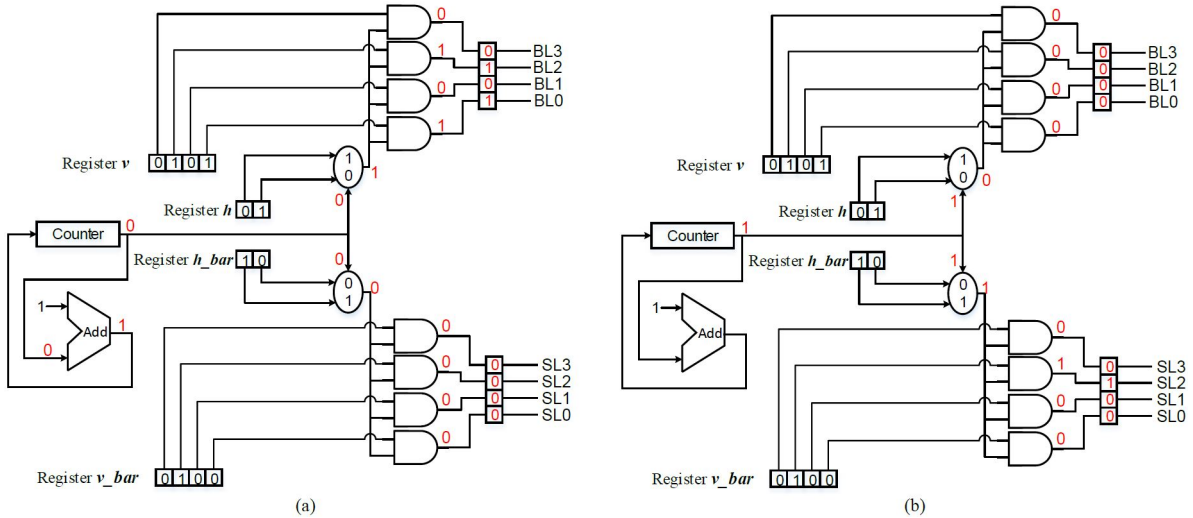 0
1
0
1
0 BL3
1 BL2
0 BL1
1 BL0
Register v 0 1 0 1
1
0
1
0
Register h 0 1
Counter 0
Register h_bar 1 0
0
0
1
0
1
Add
1
0
0
0
0
0
0 SL3
0 SL2
0 SL1
0 SL0
Register v_bar 0 1 0 0
(a)
0
0
0
0
0 BL3
0 BL2
0 BL1
0 BL0
Register v 0 1 0 1
1
0
0
1
Register h 0 1
Counter 1
Register h_bar 1 0
1
0
1
1
1
Add
0
1
0
0
0 SL3
1 SL2
0 SL1
0 SL0
Register v_bar 0 1 0 0
(b)